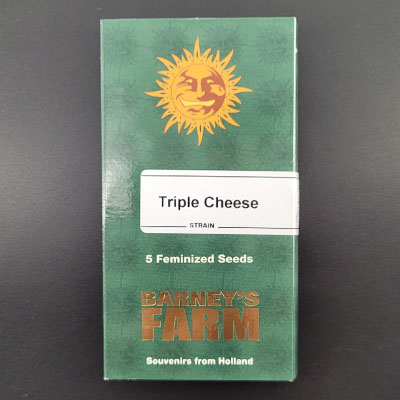 Triple Cheese
STRAIN
5 Feminized Seeds
BARNEY'S
FARM
Souvenirs from Holland